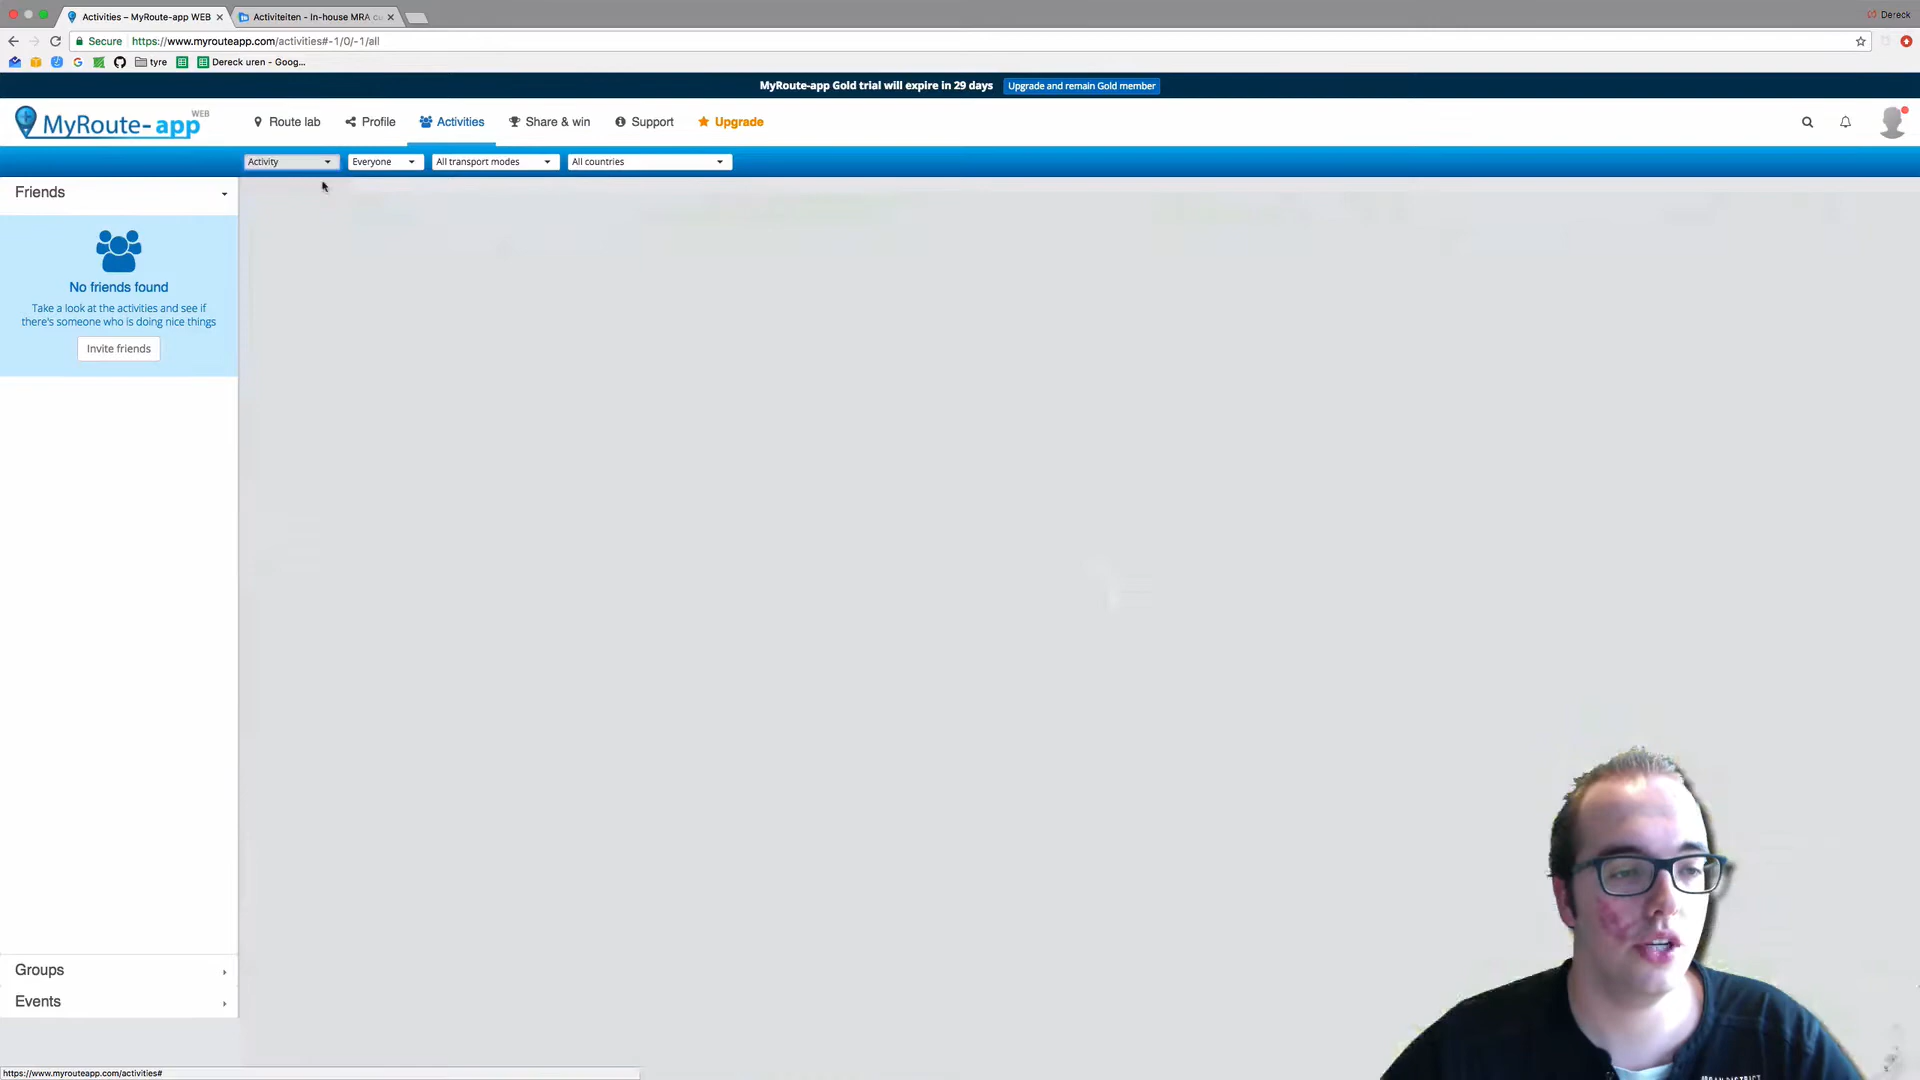 Activities – MyRoute-app WEB
Activiteiten - In-house MRA cu
Dereck
Secure https://www.myrouteapp.com/activities#-1/0/-1/all
tyre
Dereck uren - Goog...
MyRoute-app Gold trial will expire in 29 days
Upgrade and remain Gold member
MyRoute-app WEB
Route lab
Profile
Activities
Share & win
Support
Upgrade
Activity
Everyone
All transport modes
All countries
Friends
No friends found
Take a look at the activities and see if
there's someone who is doing nice things
Invite friends
Groups
Events
https://www.myrouteapp.com/activities#